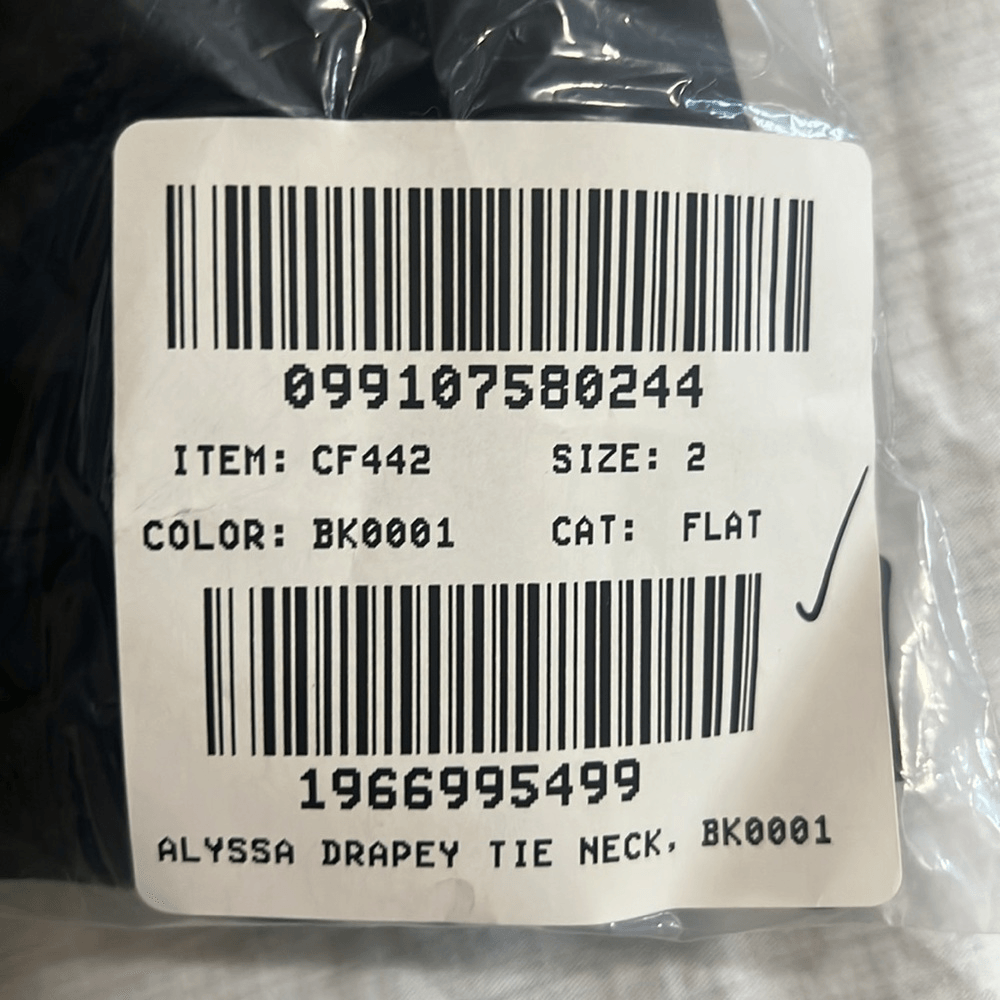 099107580244
ITEM: CF442 SIZE: 2
COLOR: BK0001 CAT: FLAT
1966995499
ALYSSA DRAPEY TIE NECK, BK0001